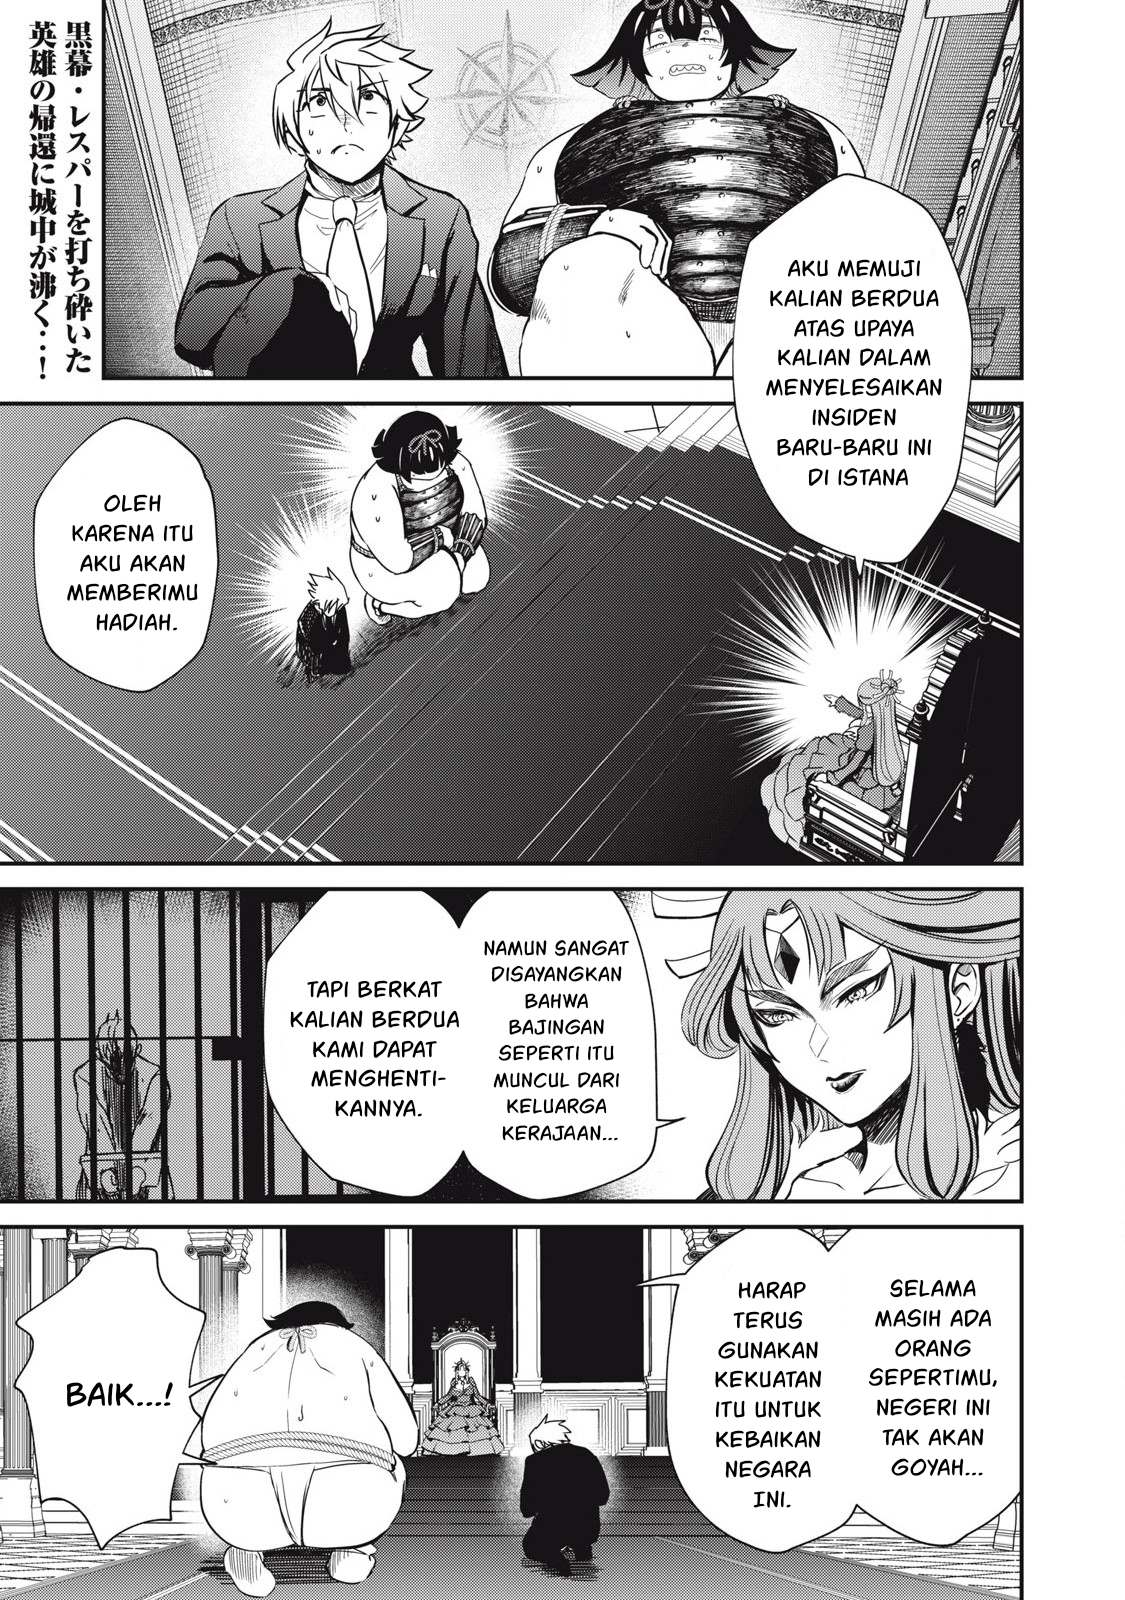 黒幕・レスパーを打ち砕いた
英雄の帰還に城中が沸く…！
AKU MEMUJI
KALIAN BERDUA
ATAS UPAYA
KALIAN DALAM
MENYELESAIKAN
INSIDEN
BARU-BARU INI
DI ISTANA
OLEH
KARENA ITU
AKU AKAN
MEMBERIMU
HADIAH.
NAMUN SANGAT
DISAYANGKAN
BAHWA
BAJINGAN
SEPERTI ITU
MUNCUL DARI
KELUARGA
KERAJAAN...
TAPI BERKAT
KALIAN BERDUA
KAMI DAPAT
MENGHENTI-
KANNYA.
SELAMA
MASIH ADA
ORANG
SEPERTIMU,
NEGERI INI
TAK AKAN
GOYAH...
HARAP
TERUS
GUNAKAN
KEKUATAN
ITU UNTUK
KEBAIKAN
NEGARA
INI.
BAIK...!